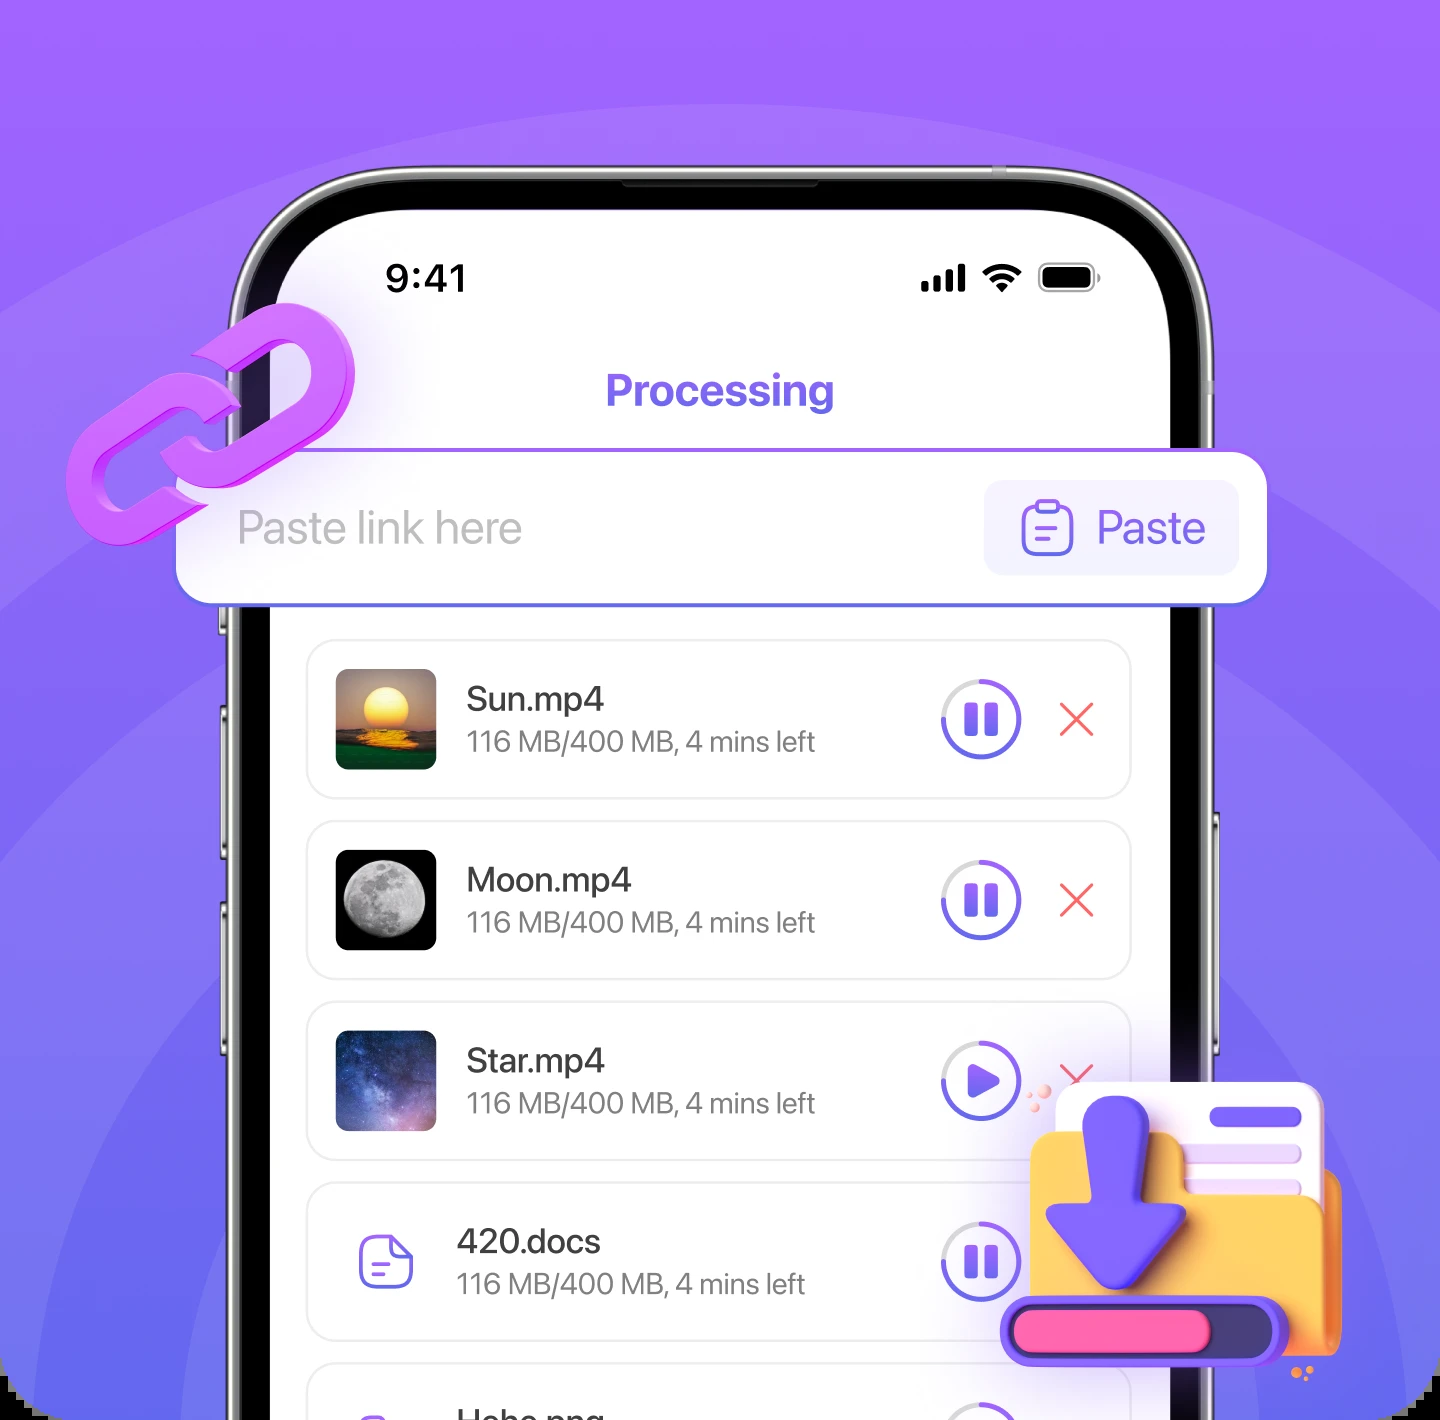 9:41
Processing
Paste link here
Paste
Sun.mp4
116 MB/400 MB, 4 mins left
Moon.mp4
116 MB/400 MB, 4 mins left
Star.mp4
116 MB/400 MB, 4 mins left
420.docs
116 MB/400 MB, 4 mins left